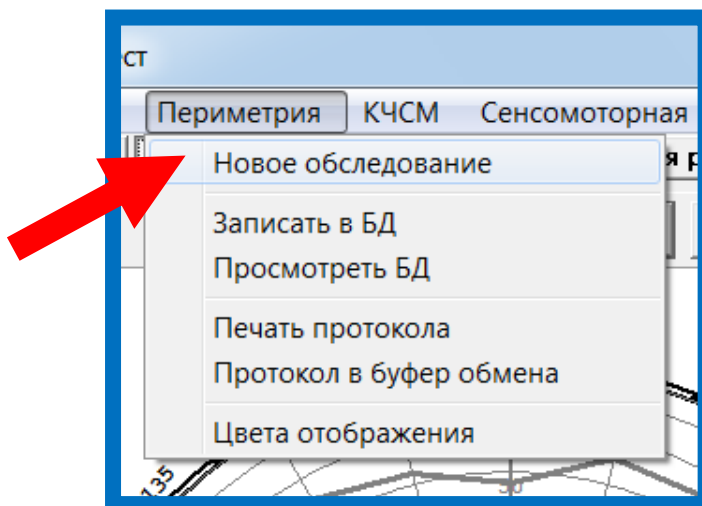 ст
Периметрия КЧСМ Сенсомоторная
Новое обследование
я р
Записать в БД
Просмотреть БД
Печать протокола
Протокол в буфер обмена
Цвета отображения
135
30